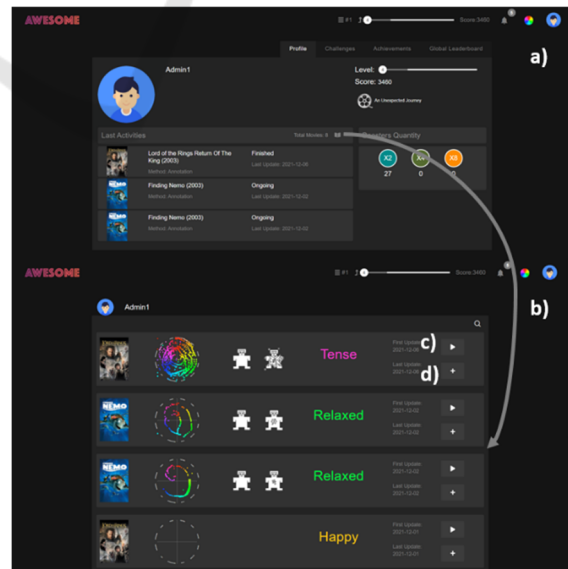 AWESOME
#1
Score:3460
Profile Challenges Achievements Global Leaderboard
a)
Admin1
Level:
Score: 3460
An Unexpected Journey
Last Activities
Total Movies: 8
Quantity
Lord of the Rings Return Of The
King (2003)
Method: Annotation
Finished
Last Update: 2021-12-06
X2
27
0
Finding Nemo (2003)
Method: Annotation
Ongoing
Last Update: 2021-12-02
Finding Nemo (2003)
Method: Annotation
Ongoing
Last Update: 2021-12-02
AWESOME
#1
Score:3460
b)
Admin1
Tense
First Update:
2021-12-06
c)
Last Update:
2021-12-06
d)
NEMO
Relaxed
First Update:
2021-12-02
Last Update:
2021-12-02
NEMO
Relaxed
First Update:
2021-12-02
Last Update:
2021-12-02
Happy
First Update:
2021-12-01
Last Update:
2021-12-01